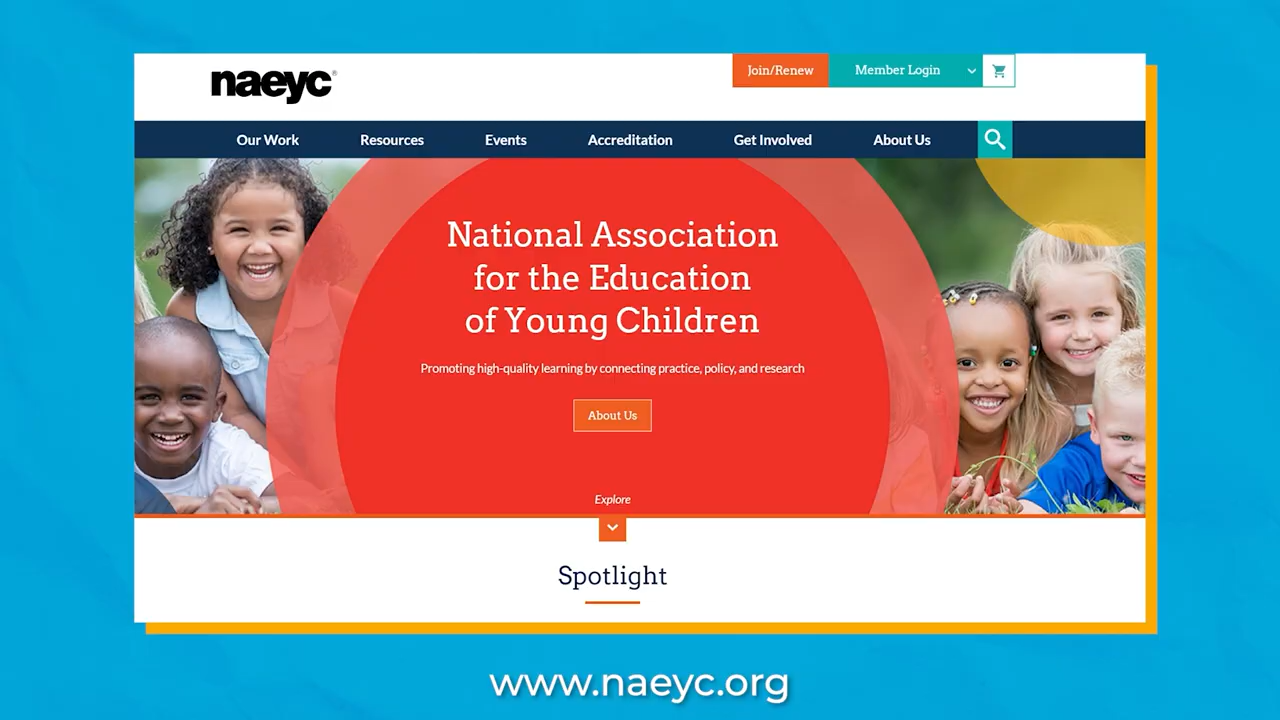 naeyc®
Join/Renew
Member Login
Our Work
Resources
Events
Accreditation
Get Involved
About Us
National Association
for the Education
of Young Children
Promoting high-quality learning by connecting practice, policy, and research
About Us
Explore
Spotlight
www.naeyc.org